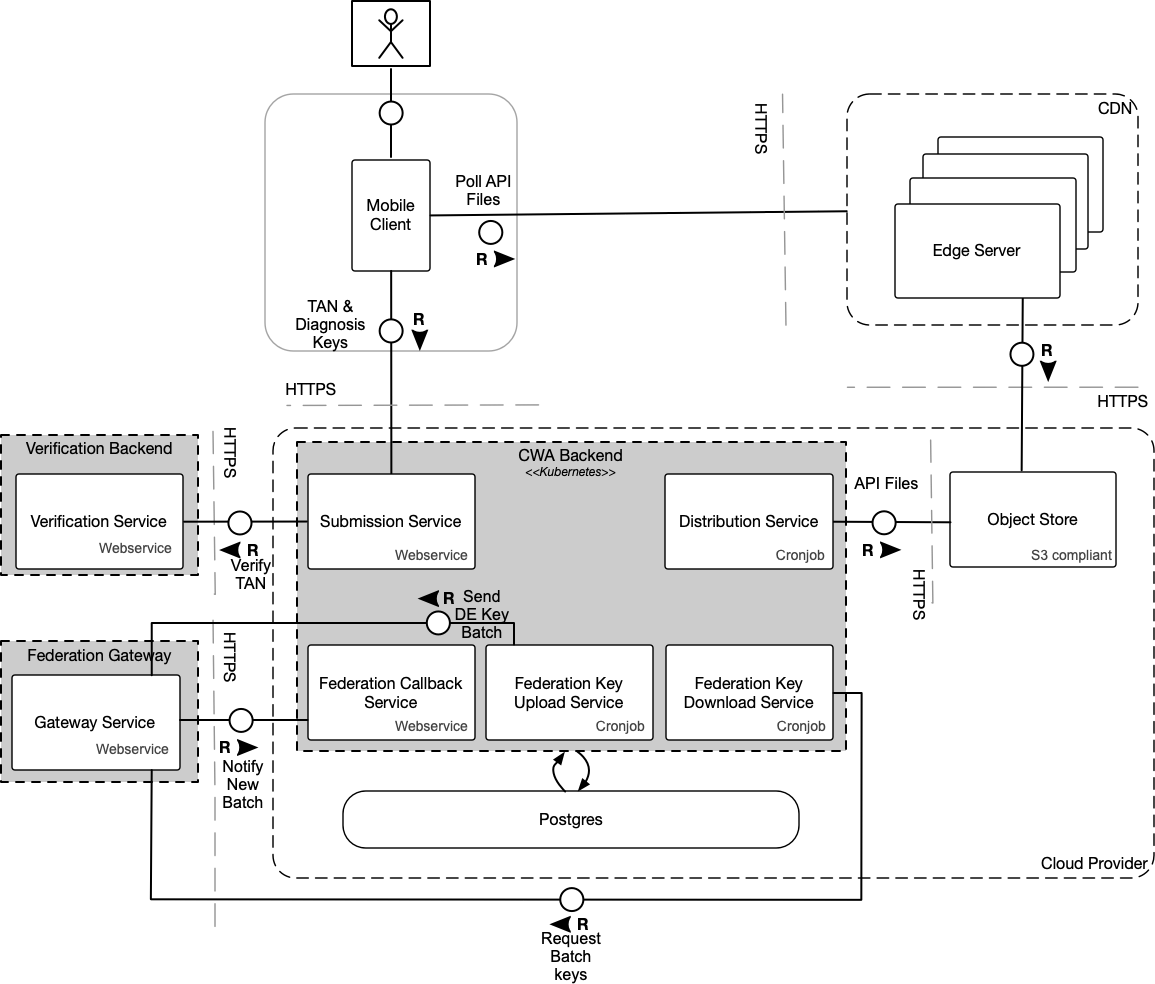 CDN
HTTPS
Poll API
Files
R
Mobile
Client
Edge Server
TAN &
Diagnosis
Keys
R
R
HTTPS
HTTPS
Verification Backend
HTTPS
CWA Backend
<<Kubernetes>>
Verification Service
Webservice
R
Verify
TAN
Submission Service
Webservice
Distribution Service
Cronjob
API Files
R
HTTPS
Object Store
S3 compliant
R
Send
DE Key
Batch
Federation Gateway
HTTPS
Gateway Service
Webservice
R
Notify
New
Batch
Federation Callback
Service
Webservice
Federation Key
Upload Service
Cronjob
Federation Key
Download Service
Cronjob
Postgres
Cloud Provider
R
Request
Batch
keys